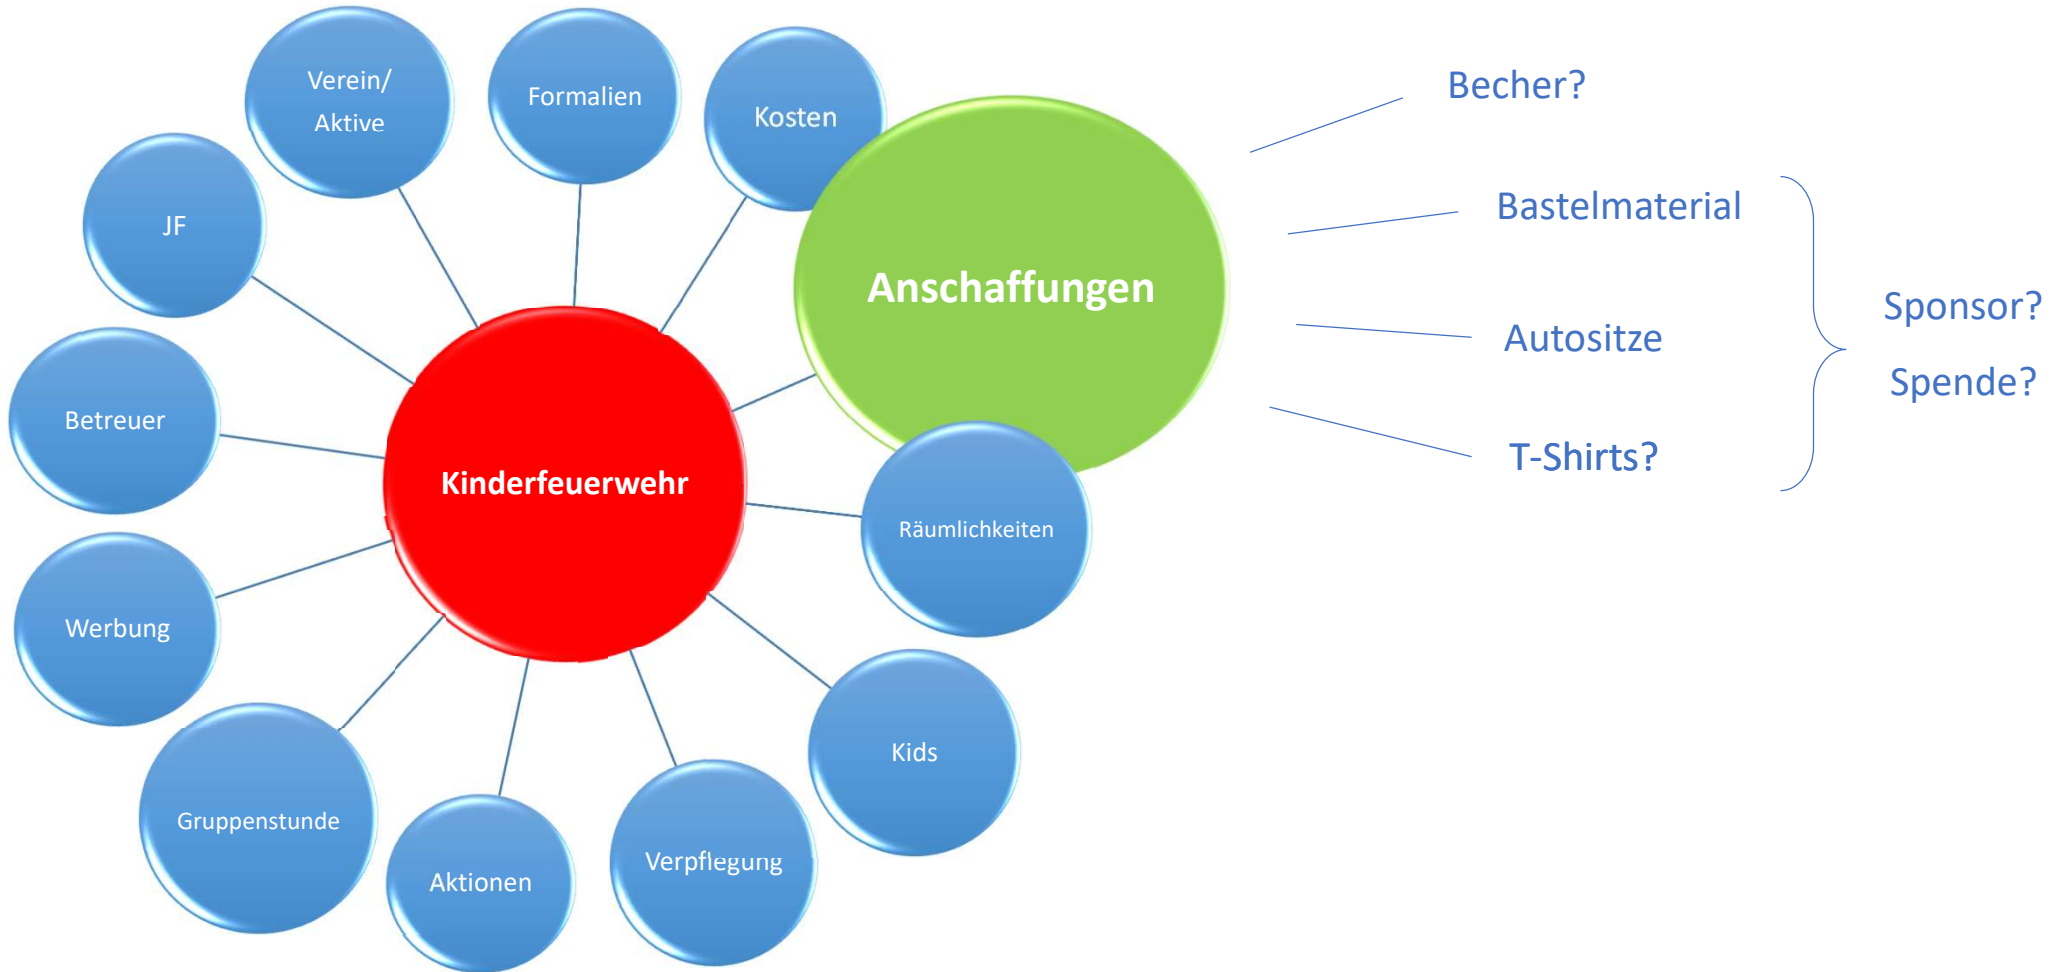 Verein/
Aktive
Formalien
Kosten
Anschaffungen
Räumlichkeiten
Kids
Verpflegung
Aktionen
Gruppenstunde
Werbung
Betreuer
JF
Kinderfeuerwehr
Becher?
Bastelmaterial
Autositze
T-Shirts?
Sponsor?
Spende?